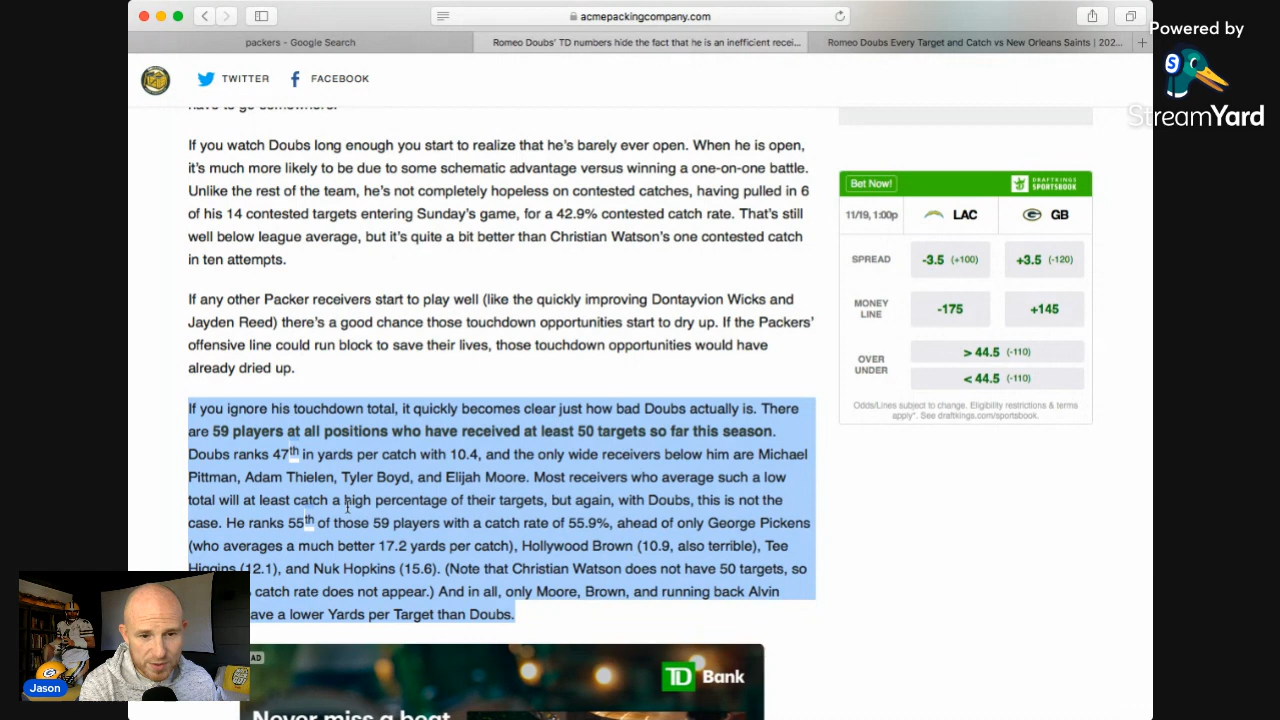 acmepackingcompany.com
Powered by
packers - Google Search
Romeo Doubs' TD numbers hide the fact that he is an inefficient recei...
Romeo Doubs Every Target and Catch vs New Orleans Saints | 202...
TWITTER
FACEBOOK
StreamYard
have to go somewhere.
If you watch Doubs long enough you start to realize that he's barely ever open. When he is open,
it's much more likely to be due to some schematic advantage versus winning a one-on-one battle.
Unlike the rest of the team, he's not completely hopeless on contested catches, having pulled in 6
of his 14 contested targets entering Sunday's game, for a 42.9% contested catch rate. That's still
well below league average, but it's quite a bit better than Christian Watson's one contested catch
in ten attempts.
If any other Packer receivers start to play well (like the quickly improving Dontayvion Wicks and
Jayden Reed) there's a good chance those touchdown opportunities start to dry up. If the Packers'
offensive line could run block to save their lives, those touchdown opportunities would have
already dried up.
If you ignore his touchdown total, it quickly becomes clear just how bad Doubs actually is. There
are 59 players at all positions who have received at least 50 targets so far this season.
Doubs ranks 47th in yards per catch with 10.4, and the only wide receivers below him are Michael
Pittman, Adam Thielen, Tyler Boyd, and Elijah Moore. Most receivers who average such a low
total will at least catch a high percentage of their targets, but again, with Doubs, this is not the
case. He ranks 55th of those 59 players with a catch rate of 55.9%, ahead of only George Pickens
(who averages a much better 17.2 yards per catch), Hollywood Brown (10.9, also terrible), Tee
Higgins (12.1), and Nuk Hopkins (15.6). (Note that Christian Watson does not have 50 targets, so
catch rate does not appear.) And in all, only Moore, Brown, and running back Alvin
ave a lower Yards per Target than Doubs.
Bet Now!
DRAFTKINGS
SPORTSBOOK
11/19, 1:00p
LAC
GB
SPREAD
-3.5 (+100)
+3.5 (-120)
MONEY
LINE
-175
+145
OVER
UNDER
> 44.5 (-110)
< 44.5 (-110)
Odds/Lines subject to change. Eligibility restrictions & terms
apply*. See draftkings.com/sportsbook.
AD
TD Bank
Never miss a beat
Jason